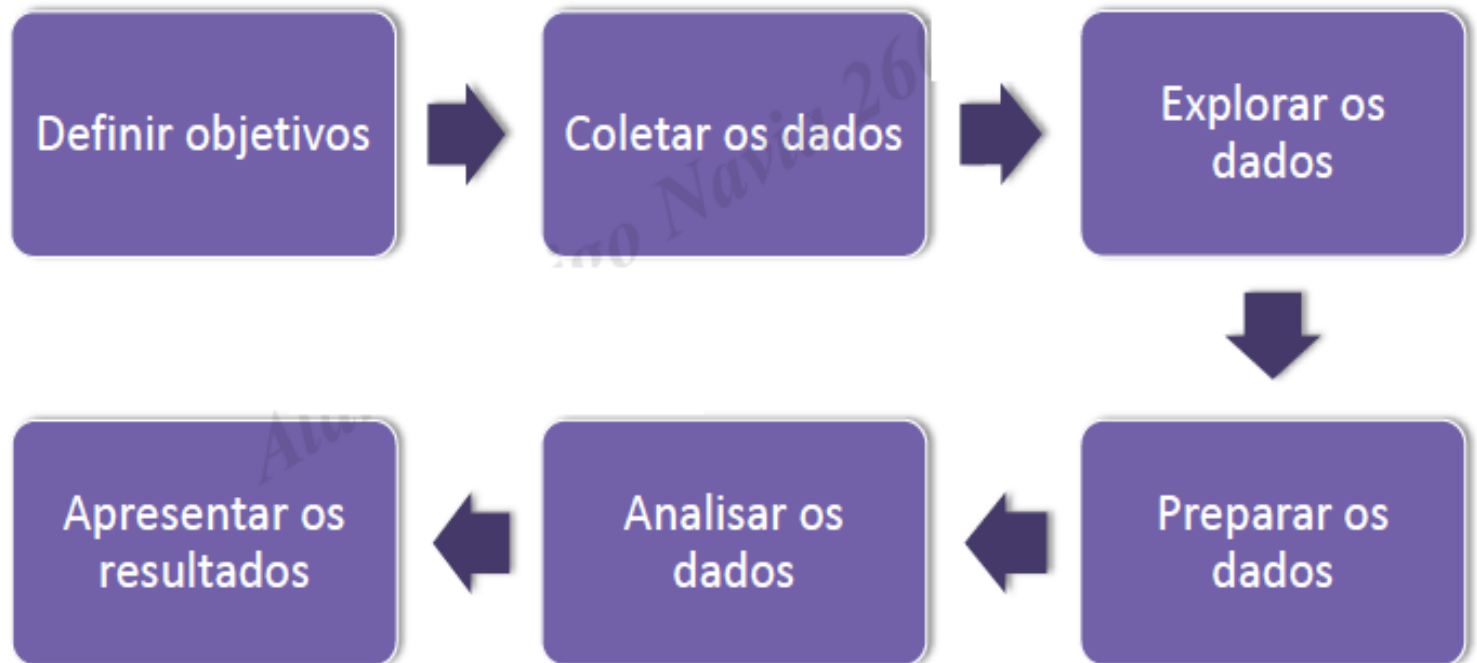 Definir objetivos
Coletar os dados
Explorar os
dados
Preparar os
dados
Analisar os
dados
Apresentar os
resultados